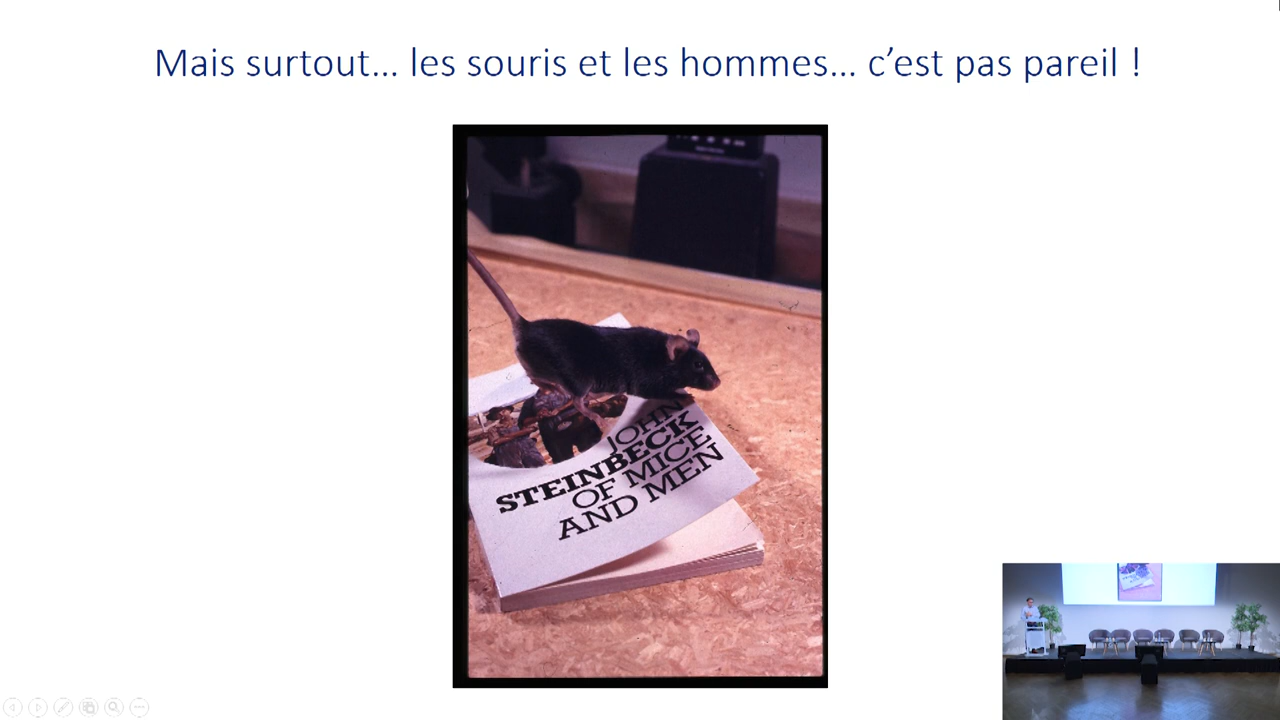 Mais surtout... les souris et les hommes... c'est pas pareil !
JOHN
STEINBECK
OF MICE
AND MEN